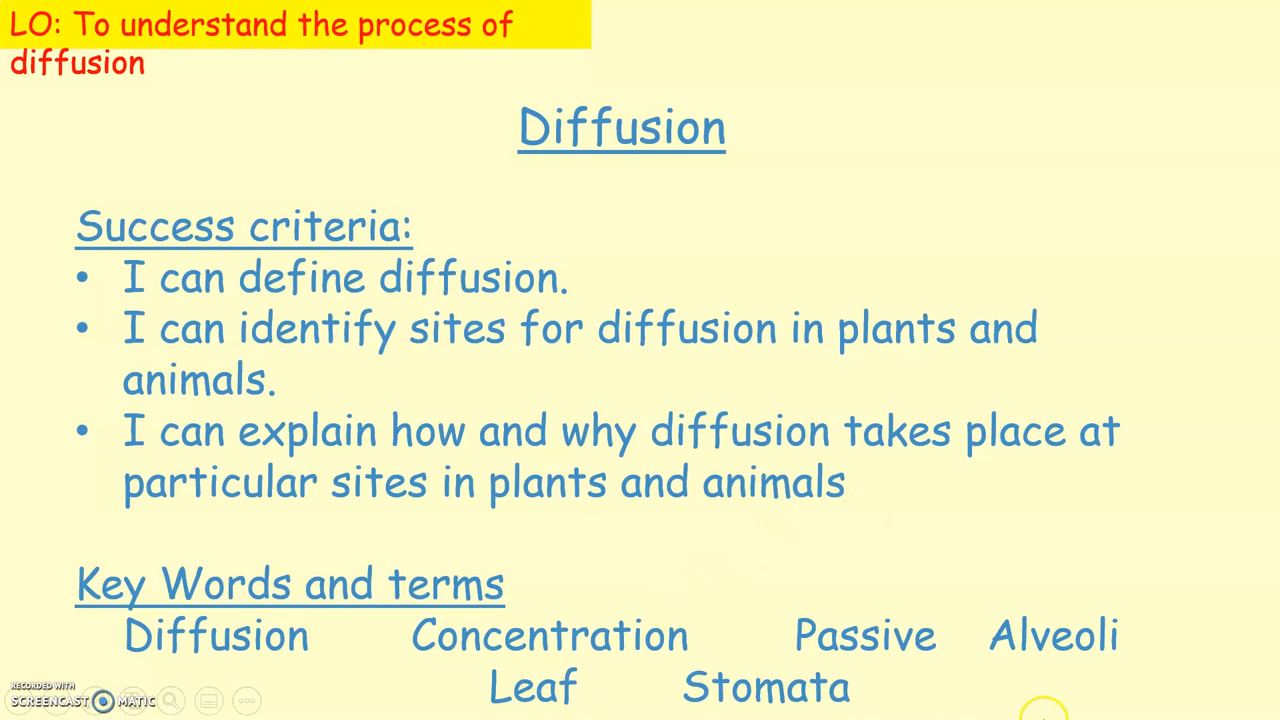 LO: To understand the process of
diffusion
Diffusion
Success criteria:
• I can define diffusion.
• I can identify sites for diffusion in plants and
animals.
• I can explain how and why diffusion takes place at
particular sites in plants and animals
Key Words and terms
Diffusion Concentration Passive Alveoli
Leaf Stomata
RECORDED WITH
SCREENCAST MATIC